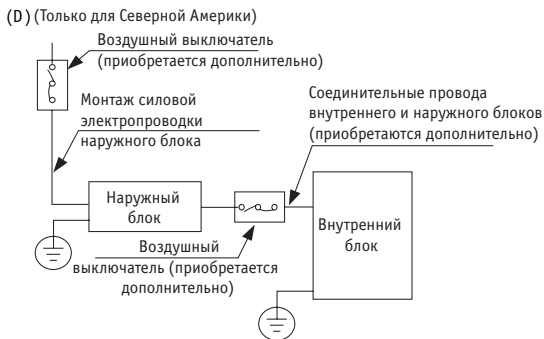 (D) (Только для Северной Америки)
Воздушный выключатель
(приобретается дополнительно)
Монтаж силовой
электропроводки
наружного блока
Соединительные провода
внутреннего и наружного блоков
(приобретаются дополнительно)
Наружный
блок
Воздушный
выключатель (приобретается
дополнительно)
Внутренний
блок